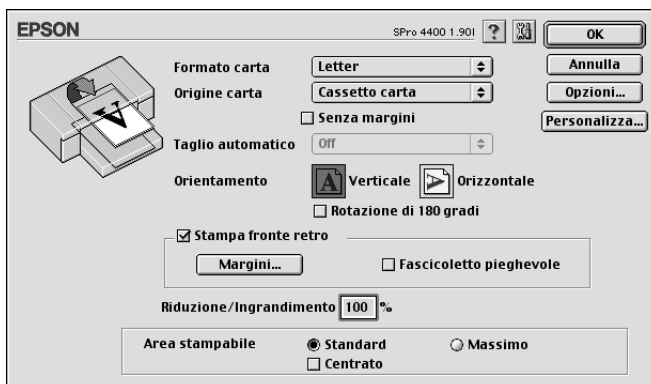 EPSON
SPro 4400 1.90I
?
OK
Formato carta
Letter
Annulla
Origine carta
Cassetto carta
Opzioni...
Senza margini
Personalizza...
Taglio automatico
Off
Orientamento
A
Verticale
A
Orizzontale
Rotazione di 180 gradi
Stampa fronte retro
Margini...
Fascicoletto pieghevole
Riduzione/Ingrandimento 100 %
Area stampabile
Standard
Massimo
Centrato
A